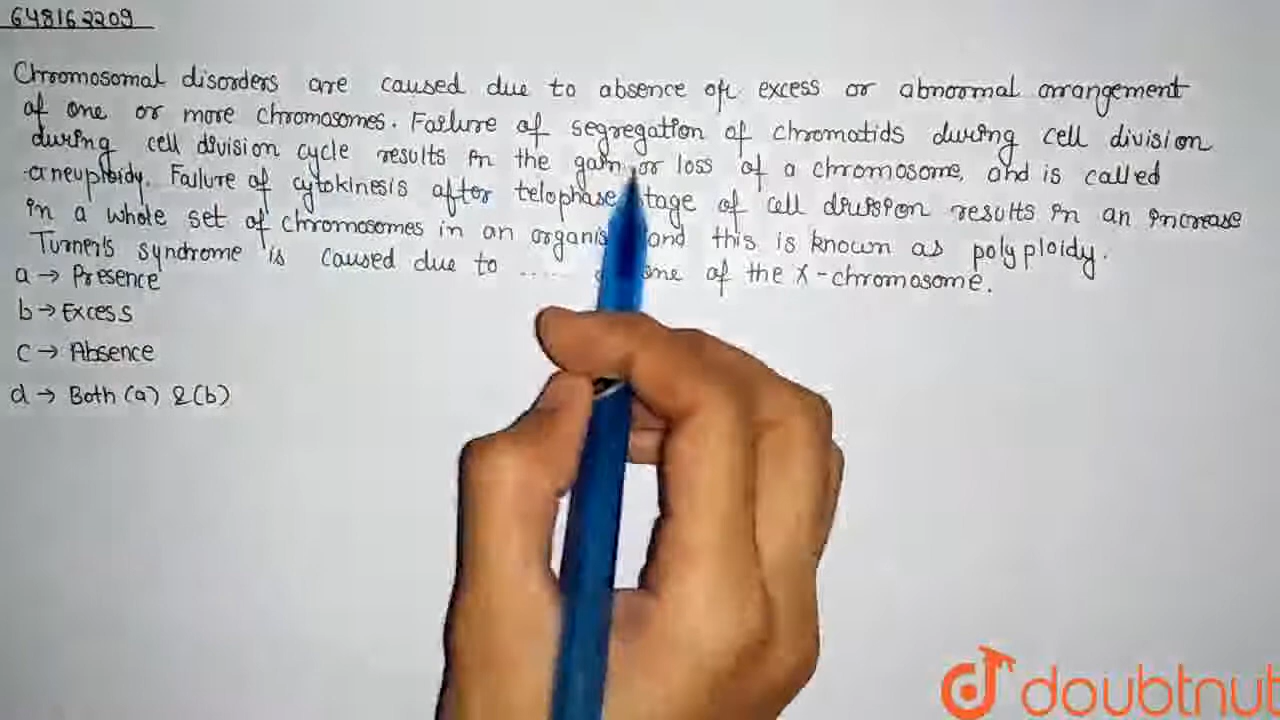 648162209
Chromosomal disorders are caused due to absence or excess or abnormal arrangement
of one or more chromosomes. Failure of segregation of chromatids during cell division
during cell division cycle results in the gain or loss of a chromosome, and is called
aneuploidy. Failure of cytokinesis after telophase stage of cell division results in an increase
in a whole set of chromosomes in an organis and this is known as polyploidy.
Turner's syndrome is caused due to ..... one of the X-chromosome.
a → Presence
b → Excess
c → Absence
d → Both (a) & (b)
doubtnut